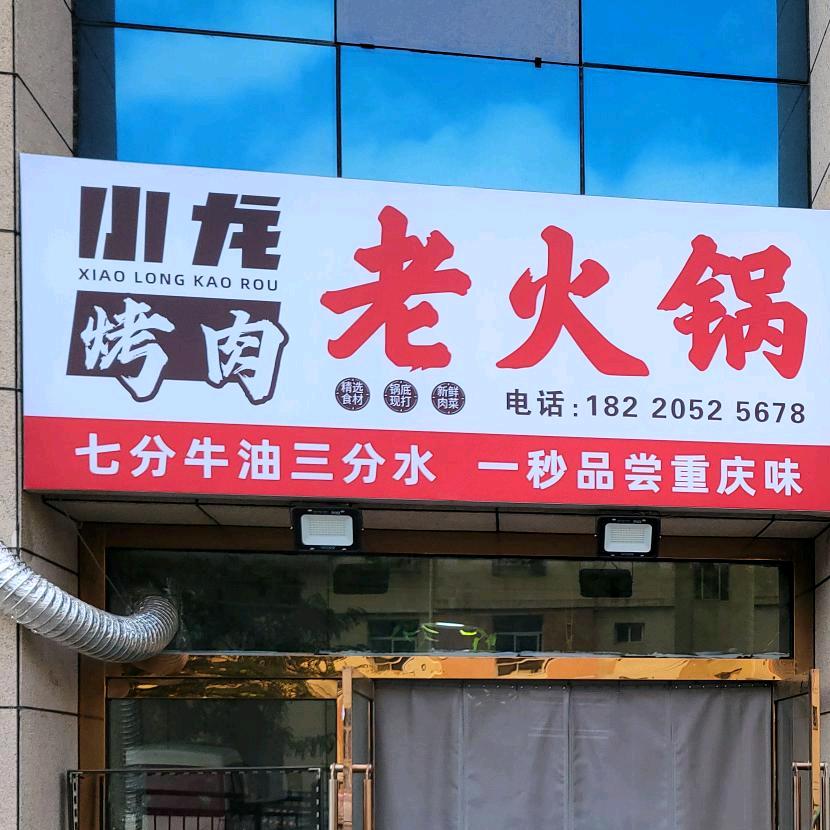 小龙
XIAO LONG KAO ROU
烤肉
老火锅
精选
食材
锅底
现打
新鲜
肉菜
电话:182 2052 5678
七分牛油三分水 一秒品尝重庆味